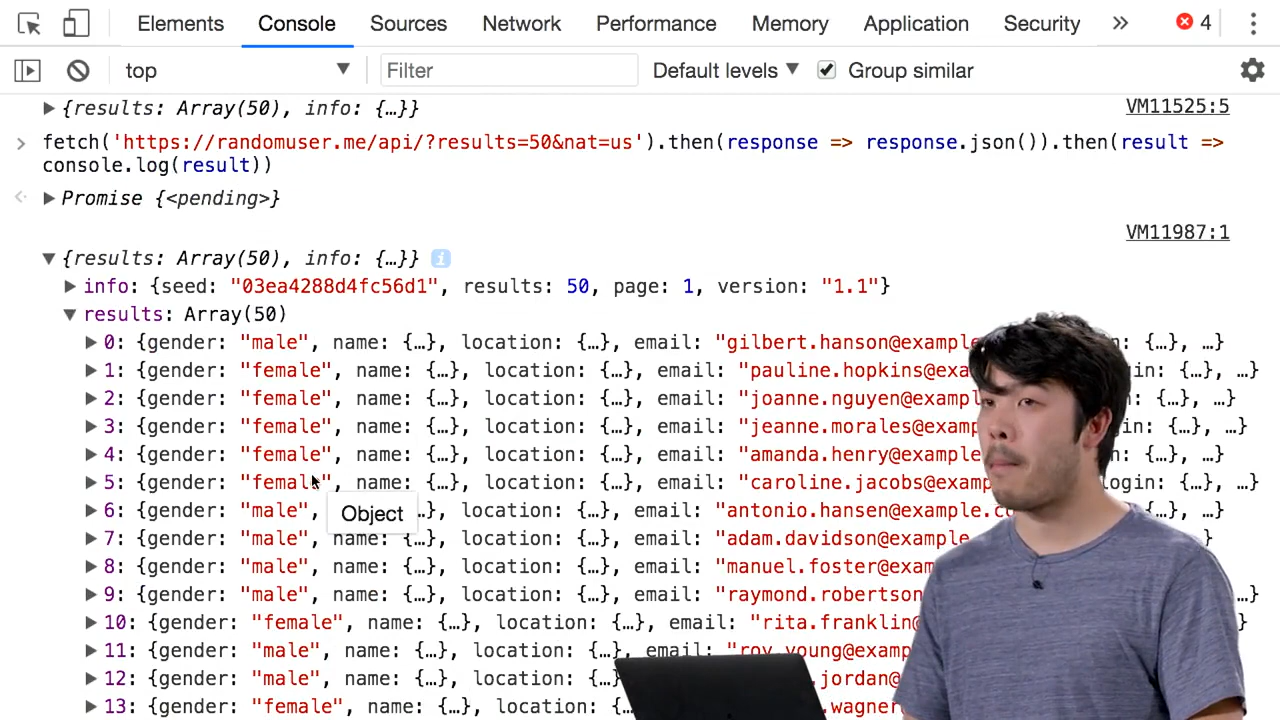 Elements Console Sources Network Performance Memory Application Security » 4
top Filter Default levels Group similar
{results: Array(50), info: {…}} VM11525:5
fetch('https://randomuser.me/api/?results=50&nat=us').then(response => response.json()).then(result =>
console.log(result))
Promise {<pending>}
VM11987:1
{results: Array(50), info: {…}} i
info: {seed: "03ea4288d4fc56d1", results: 50, page: 1, version: "1.1"}
results: Array(50)
0: {gender: "male", name: {…}, location: {…}, email: "gilbert.hanson@example : {…}, …}
1: {gender: "female", name: {…}, location: {…}, email: "pauline.hopkins@exa {…}, …}
2: {gender: "female", name: {…}, location: {…}, email: "joanne.nguyen@examp {…}, …}
3: {gender: "female", name: {…}, location: {…}, email: "jeanne.morales@exam in: {…}, …}
4: {gender: "female", name: {…}, location: {…}, email: "amanda.henry@exampl : {…}, …}
5: {gender: "female", name: {…}, location: {…}, email: "caroline.jacobs@exam login: {…}, …}
6: {gender: "male", …}, location: {…}, email: "antonio.hansen@example.c {…}, …}
Object
7: {gender: "male", name: {…}, location: {…}, email: "adam.davidson@example …}
8: {gender: "male", name: {…}, location: {…}, email: "manuel.foster@example …}
9: {gender: "male", name: {…}, location: {…}, email: "raymond.robertson …}
10: {gender: "female", name: {…}, location: {…}, email: "rita.franklin@
11: {gender: "male", name: {…}, location: {…}, email: "roy.young@examp
12: {gender: "male", name: {…}, location: {…}, .jordan@
13: {gender: "female", name: {…}, location: {…}, .wagner